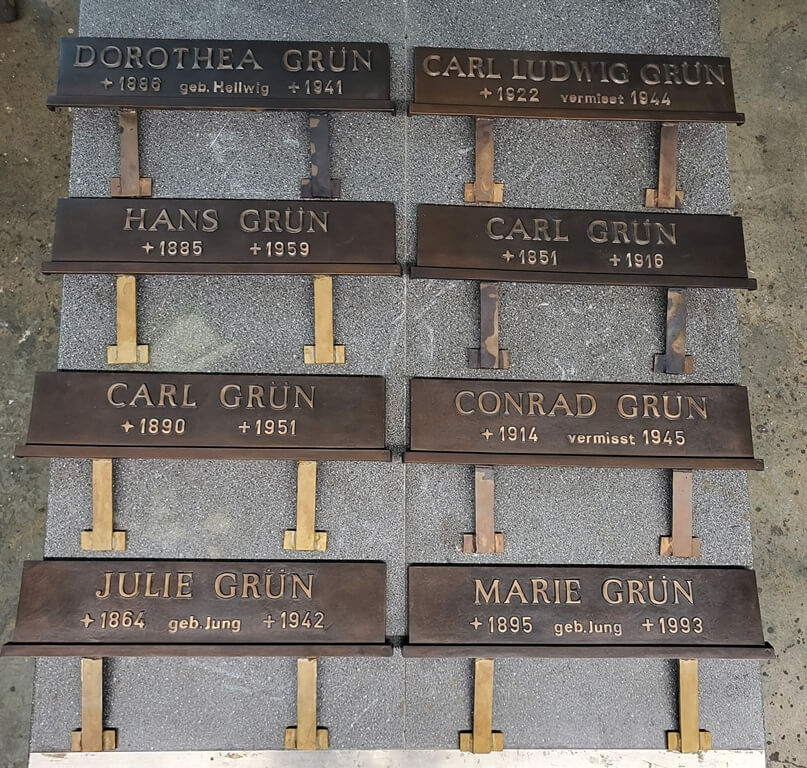 DOROTHEA GRÜN
+1886 geb. Hellwig +1941
CARL LUDWIG GRÜN
+1922 vermisst 1944
HANS GRÜN
+1885 +1959
CARL GRÜN
+1851 +1916
CARL GRÜN
+1890 +1951
CONRAD GRÜN
+1914 vermisst 1945
JULIE GRÜN
+1864 geb. Jung +1942
MARIE GRÜN
+1895 geb. Jung +1993